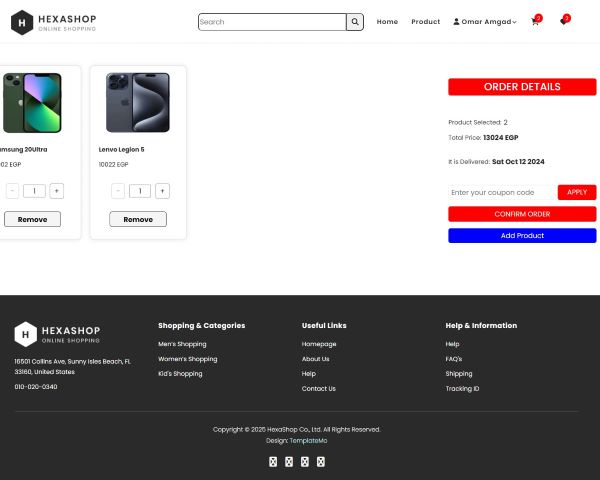 HEXASHOP
ONLINE SHOPPING
Search
Home
Product
Omar Amgad
2
2
amsung 20Ultra
02 EGP
- 1 +
Remove
Lenvo Legion 5
10022 EGP
- 1 +
Remove
ORDER DETAILS
Product Selected: 2
Total Price: 13024 EGP
It is Delivered: Sat Oct 12 2024
Enter your coupon code
APPLY
CONFIRM ORDER
Add Product
HEXASHOP
ONLINE SHOPPING
16501 Collins Ave, Sunny Isles Beach, FL
33160, United States
010-020-0340
Shopping & Categories
Men's Shopping
Women's Shopping
Kid's Shopping
Useful Links
Homepage
About Us
Help
Contact Us
Help & Information
Help
FAQ's
Shipping
Tracking ID
Copyright © 2025 HexaShop Co., Ltd. All Rights Reserved.
Design: TemplateMo